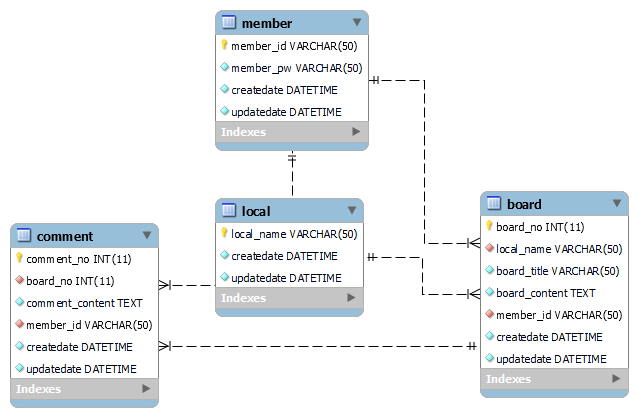 member
member_id VARCHAR(50)
member_pw VARCHAR(50)
createdate DATETIME
updatedate DATETIME
Indexes
local
local_name VARCHAR(50)
createdate DATETIME
updatedate DATETIME
Indexes
comment
comment_no INT(11)
board_no INT(11)
comment_content TEXT
member_id VARCHAR(50)
createdate DATETIME
updatedate DATETIME
Indexes
board
board_no INT(11)
local_name VARCHAR(50)
board_title VARCHAR(50)
board_content TEXT
member_id VARCHAR(50)
createdate DATETIME
updatedate DATETIME
Indexes